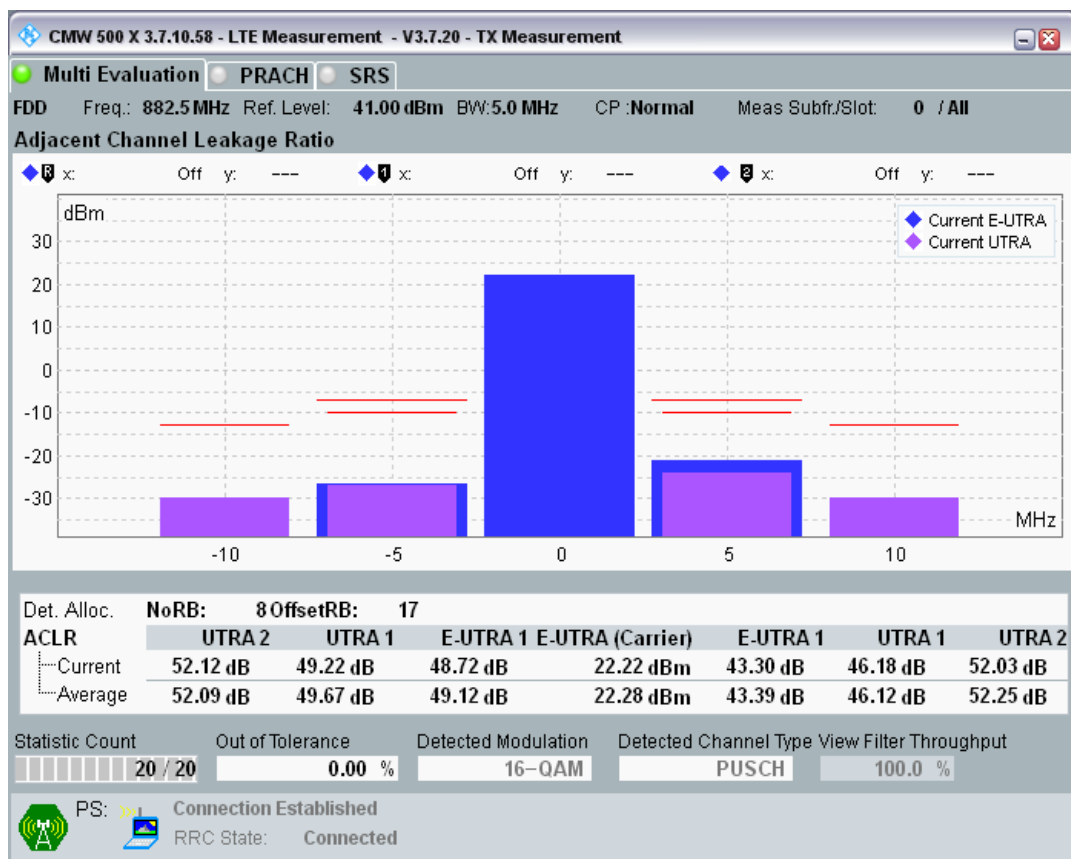 CMW 500 X 3.7.10.58 - LTE Measurement - V3.7.20 - TX Measurement
Multi Evaluation PRACH SRS
FDD Freq.: 882.5 MHz Ref. Level: 41.00 dBm BW:5.0 MHz CP :Normal Meas Subfr./Slot: 0 / All
Adjacent Channel Leakage Ratio
R x: Off y: --- 1 x: Off y: --- 2 x: Off y: ---
dBm
Current E-UTRA
Current UTRA
30
20
10
0
-10
-20
-30
MHz
-10 -5 0 5 10
Det. Alloc. NoRB: 8 OffsetRB: 17
ACLR UTRA 2 UTRA 1 E-UTRA 1 E-UTRA (Carrier) E-UTRA 1 UTRA 1 UTRA 2
Current 52.12 dB 49.22 dB 48.72 dB 22.22 dBm 43.30 dB 46.18 dB 52.03 dB
Average 52.09 dB 49.67 dB 49.12 dB 22.28 dBm 43.39 dB 46.12 dB 52.25 dB
Statistic Count Out of Tolerance Detected Modulation Detected Channel Type View Filter Throughput
20 / 20 0.00 % 16-QAM PUSCH 100.0 %
PS: Connection Established
RRC State: Connected